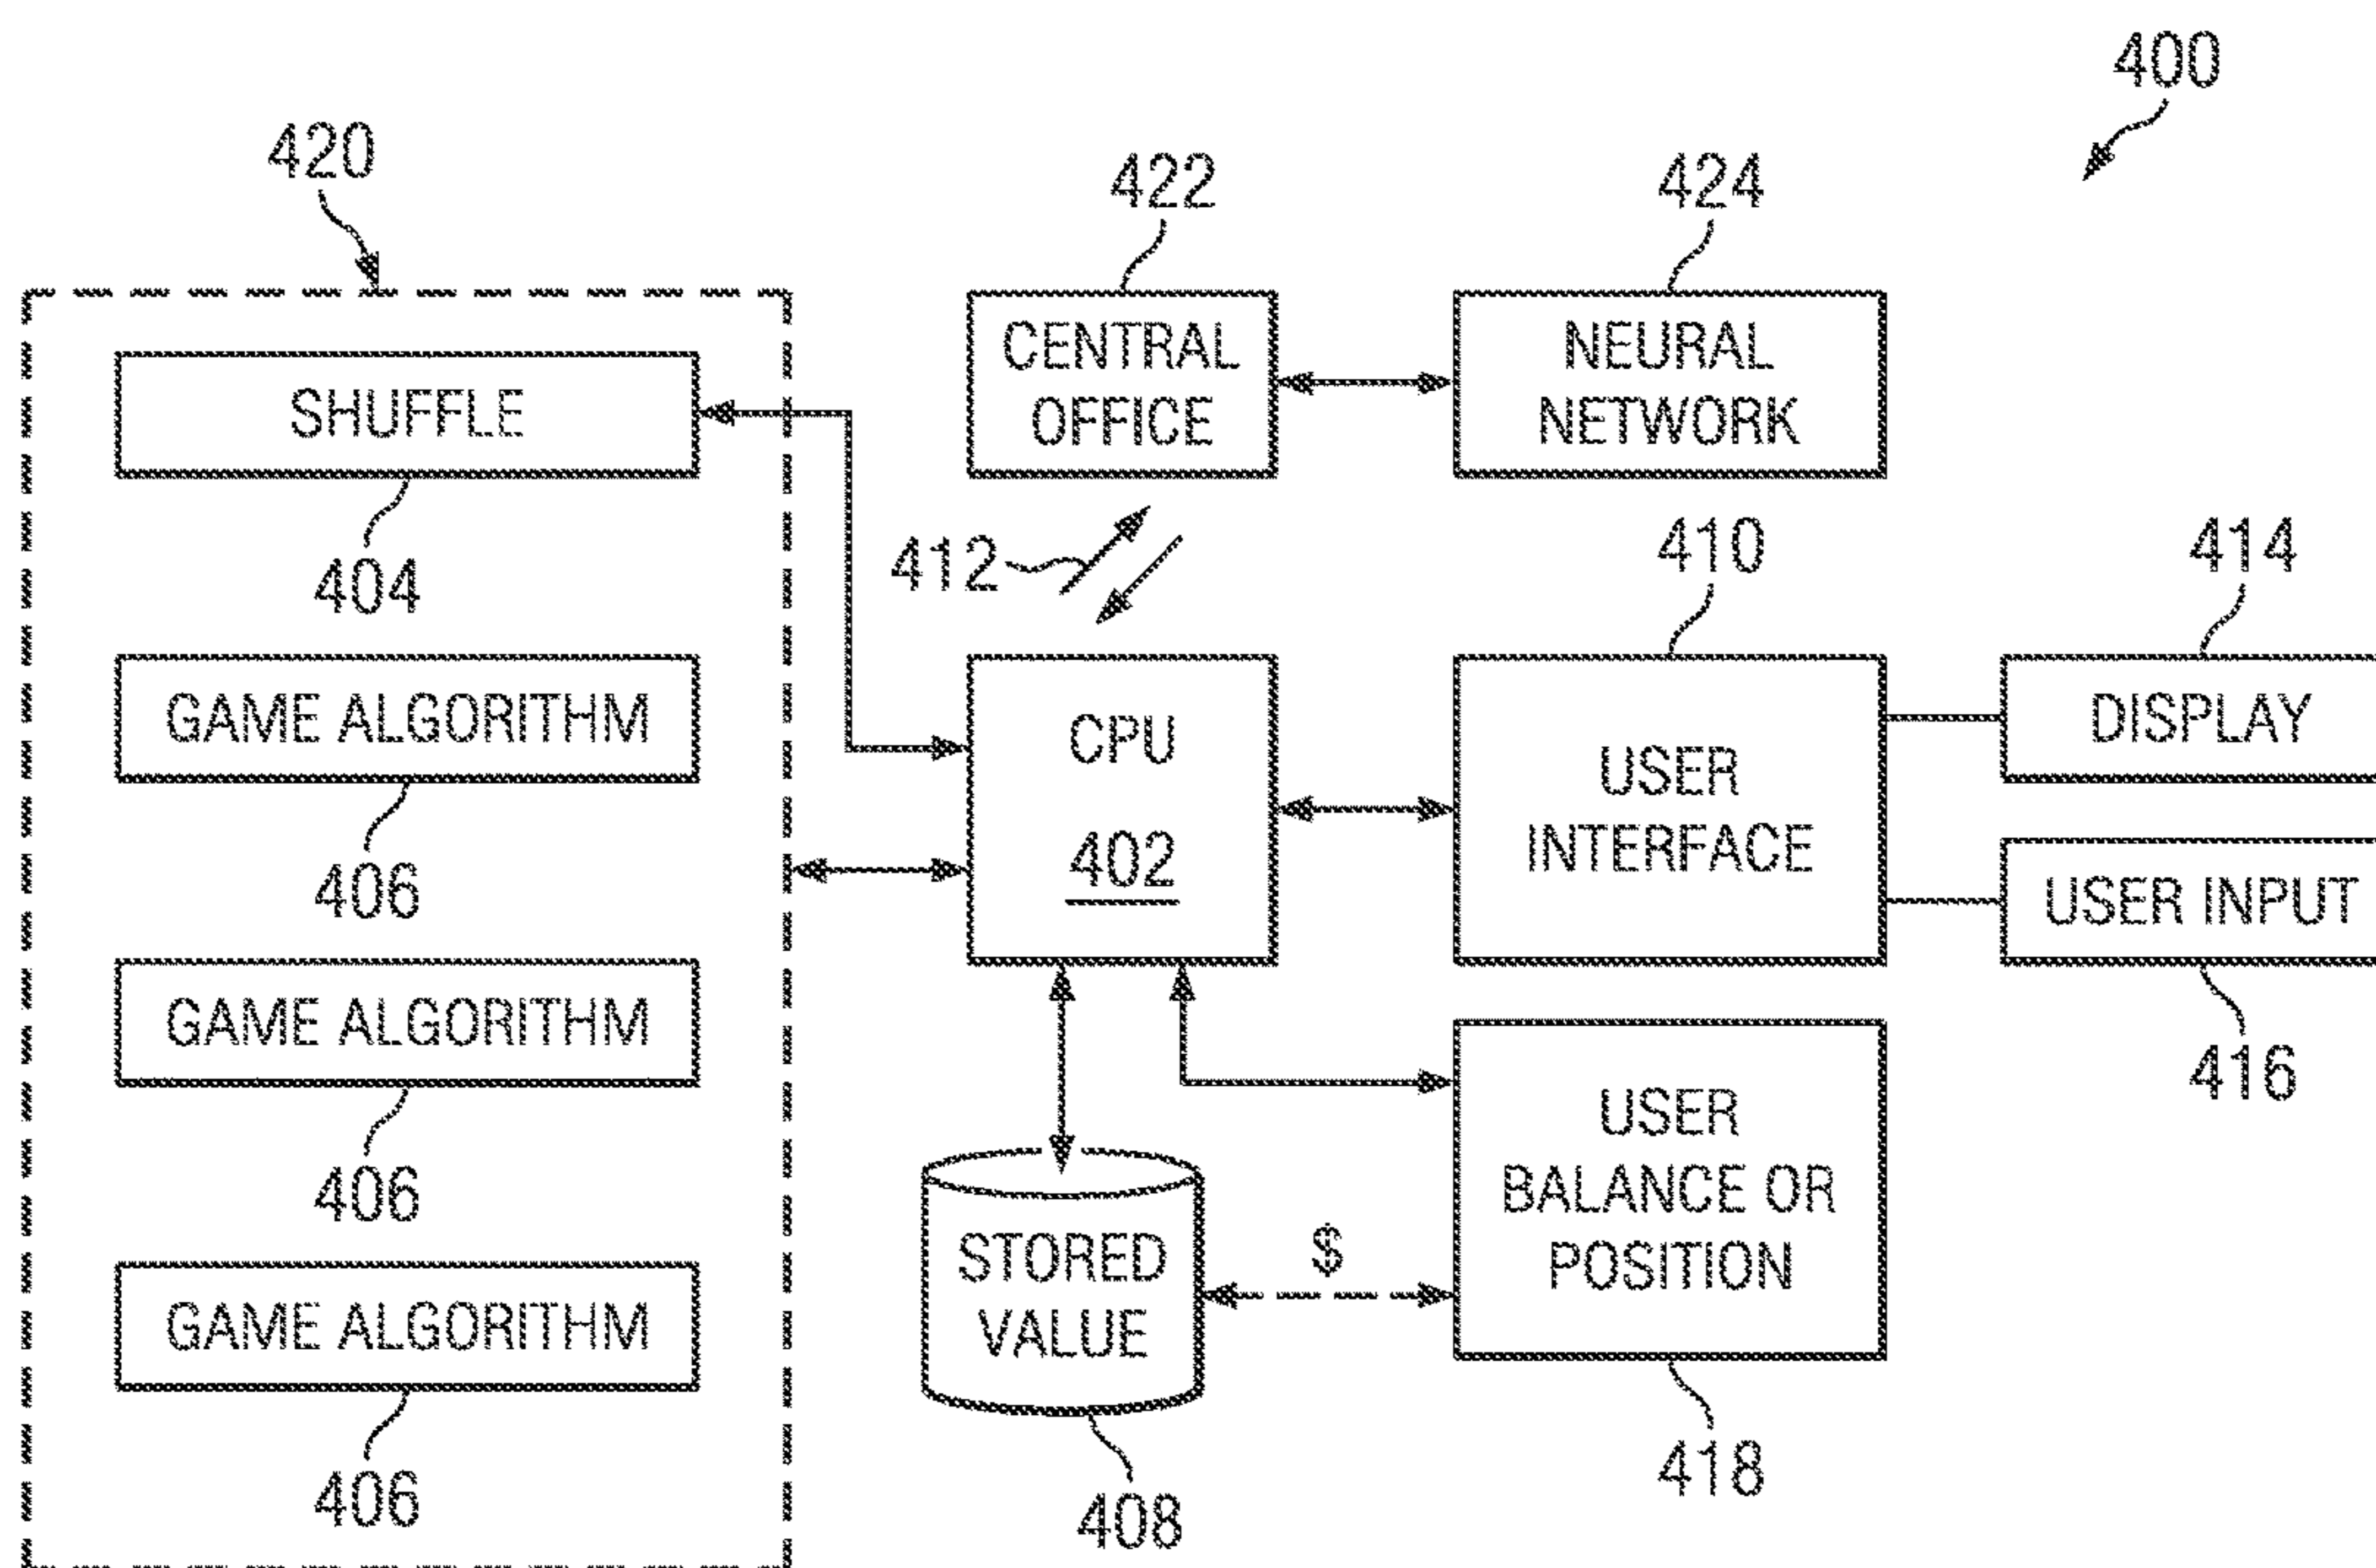 400
420
422
424
SHUFFLE
404
CENTRAL
OFFICE
NEURAL
NETWORK
412
410
414
GAME ALGORITHM
406
CPU
402
USER
INTERFACE
DISPLAY
USER INPUT
416
GAME ALGORITHM
406
STORED
VALUE
408
$
USER
BALANCE OR
POSITION
418
GAME ALGORITHM
406